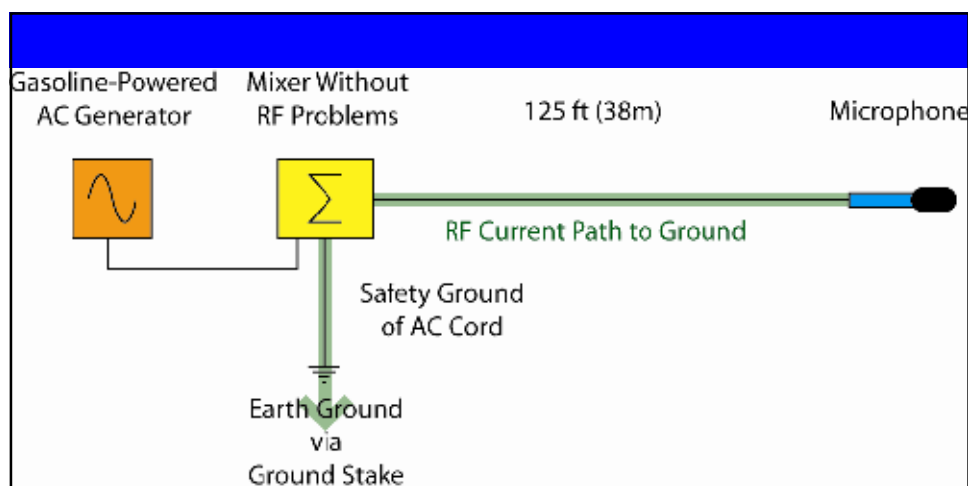 Gasoline-Powered
AC Generator
Mixer Without
RF Problems
125 ft (38m)
Microphone
Σ
RF Current Path to Ground
Safety Ground
of AC Cord
Earth Ground
via
Ground Stake